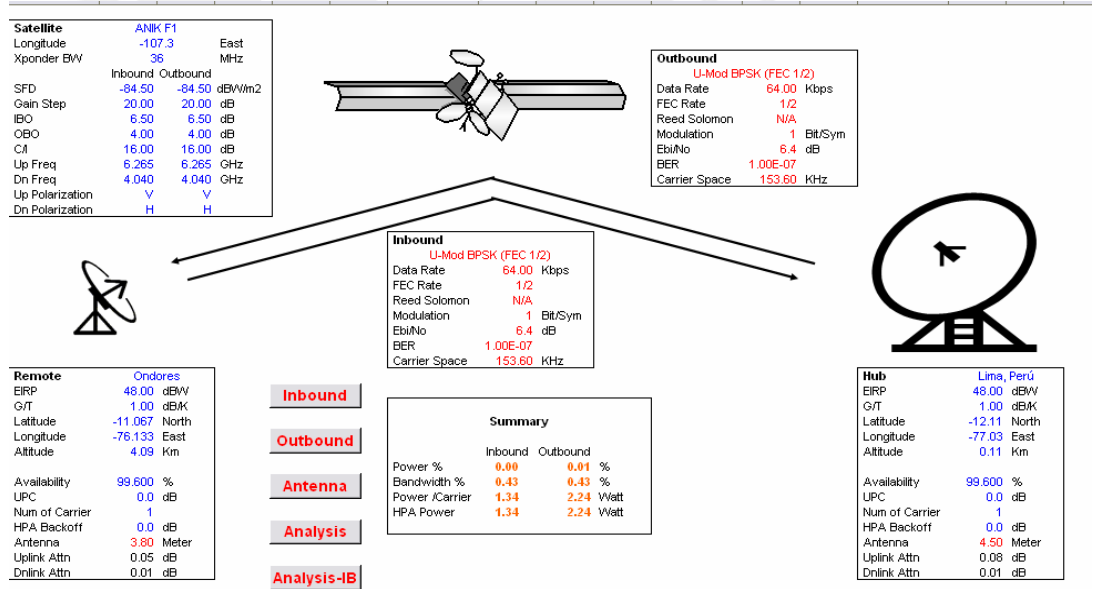 Satellite ANIK F1
Longitude -107.3 East
Xponder BW 36 MHz
Inbound Outbound
SFD -84.50 -84.50 dBW/m2
Gain Step 20.00 20.00 dB
IBO 6.50 6.50 dB
OBO 4.00 4.00 dB
C/I 16.00 16.00 dB
Up Freq 6.265 6.265 GHz
Dn Freq 4.040 4.040 GHz
Up Polarization V V
Dn Polarization H H
Outbound
U-Mod BPSK (FEC 1/2)
Data Rate 64.00 Kbps
FEC Rate 1/2
Reed Solomon N/A
Modulation 1 Bit/Sym
Ebi/No 6.4 dB
BER 1.00E-07
Carrier Space 153.60 KHz
Inbound
U-Mod BPSK (FEC 1/2)
Data Rate 64.00 Kbps
FEC Rate 1/2
Reed Solomon N/A
Modulation 1 Bit/Sym
Ebi/No 6.4 dB
BER 1.00E-07
Carrier Space 153.60 KHz
Remote Ondores
EIRP 48.00 dBW
G/T 1.00 dB/K
Latitude -11.067 North
Longitude -76.133 East
Altitude 4.09 Km
Availability 99.600 %
UPC 0.0 dB
Num of Carrier 1
HPA Backoff 0.0 dB
Antenna 3.80 Meter
Uplink Attn 0.05 dB
Dnlink Attn 0.01 dB
Inbound
Outbound
Antenna
Analysis
Analysis-IB
Summary
Inbound Outbound
Power % 0.00 0.01 %
Bandwidth % 0.43 0.43 %
Power /Carrier 1.34 2.24 Watt
HPA Power 1.34 2.24 Watt
Hub Lima, Perú
EIRP 48.00 dBW
G/T 1.00 dB/K
Latitude -12.11 North
Longitude -77.03 East
Altitude 0.11 Km
Availability 99.600 %
UPC 0.0 dB
Num of Carrier 1
HPA Backoff 0.0 dB
Antenna 4.50 Meter
Uplink Attn 0.08 dB
Dnlink Attn 0.01 dB